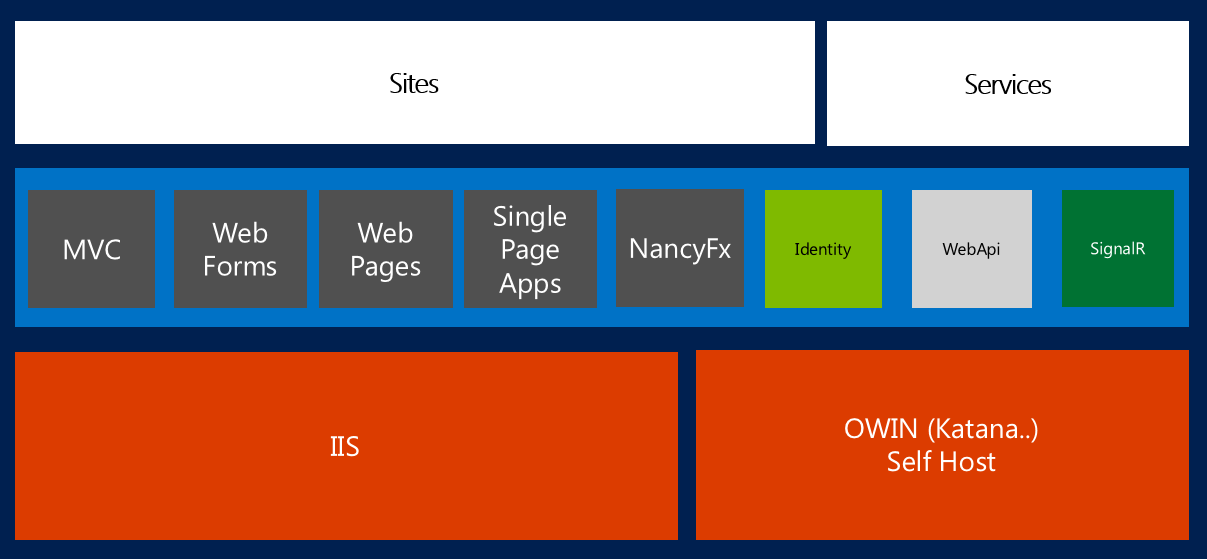 Sites
Services
MVC
Web
Forms
Web
Pages
Single
Page
Apps
NancyFx
Identity
WebApi
SignalR
IIS
OWIN (Katana..)
Self Host